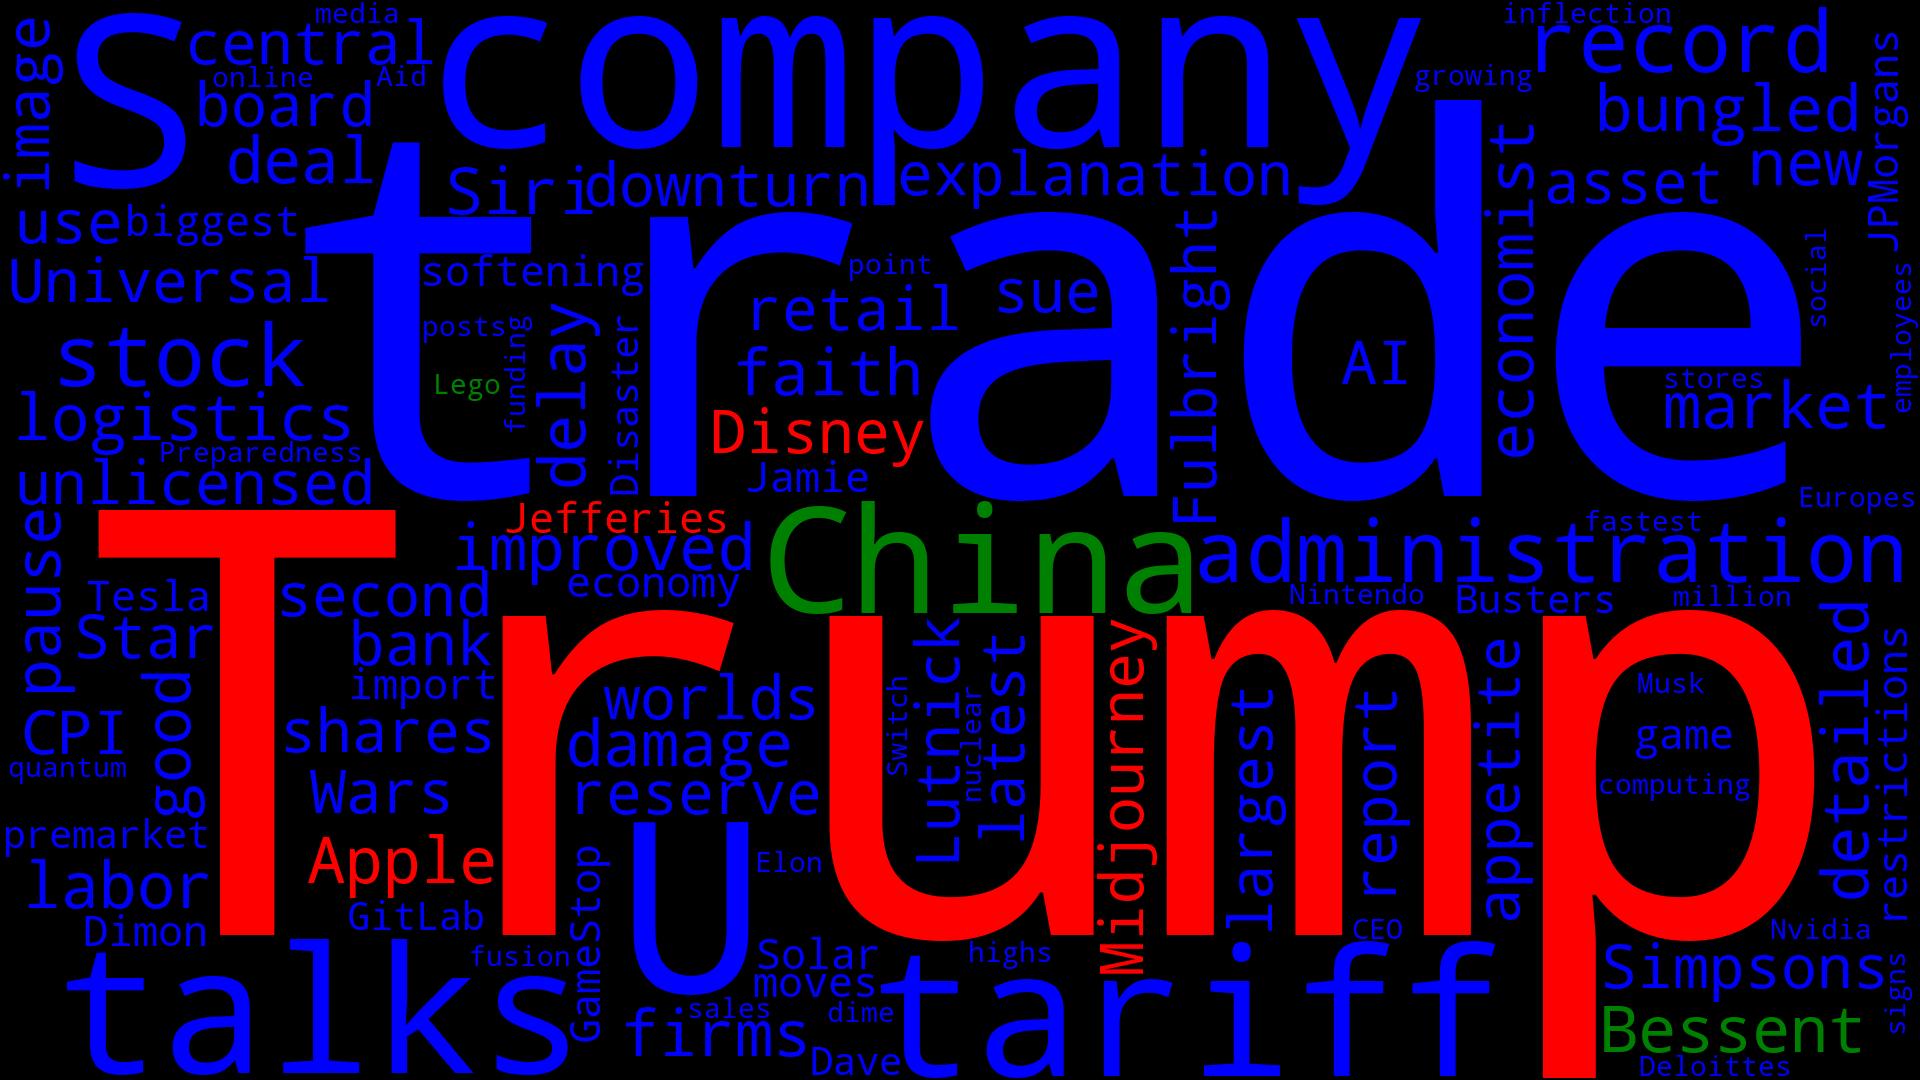 media
inflection
image
S
central
company
record
online
Aid
growing
board
bungled
JPMorgans
deal
Siri
downturn
explanation
economist
asset
new
use
biggest
Universal
softening
point
Fulbright
social
retail
sue
posts
funding
delay
Disaster
trade
employees
stock
Lego
faith
AI
stores
market
logistics
Disney
Preparedness
unlicensed
Jamie
Europes
pause
Jefferies
China
fastest
improved
administration
economy
Tesla
second
Nintendo
Busters
million
Star
bank
import
Trump
worlds
Switch
Lutnick
nuclear
latest
Midjourney
largest
report
appetite
Musk
detailed
restrictions
good
CPI
shares
damage
game
quantum
Wars
reserve
computing
premarket
Apple
U
Elon
labor
GitLab
GameStop
Dimon
CEO
Nvidia
talks
fusion
Solar
highs
tariff
Simpsons
signs
moves
sales
dime
firms
Bessent
Dave
Deloittes